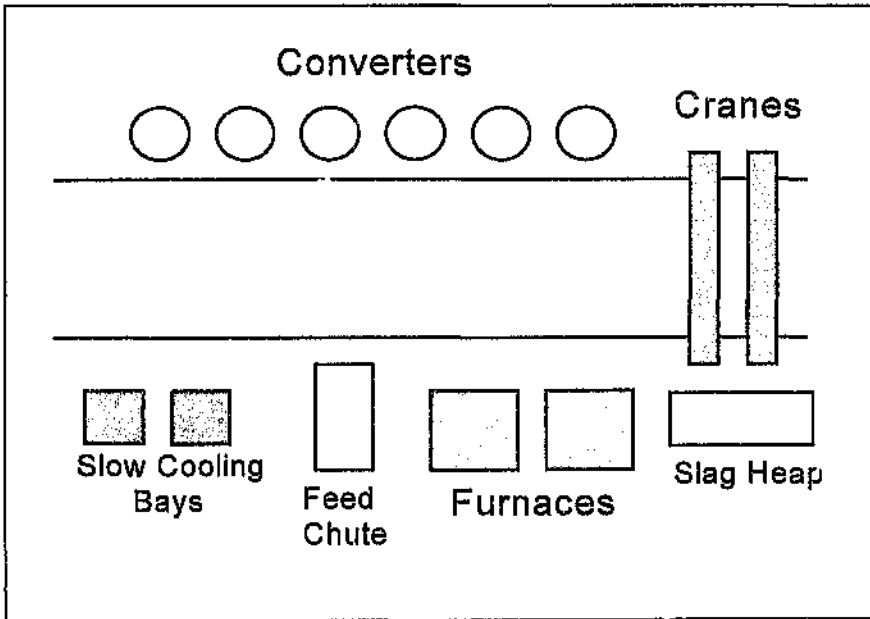 Converters
Cranes
Slow Cooling
Bays
Feed
Chute
Furnaces
Slag Heap